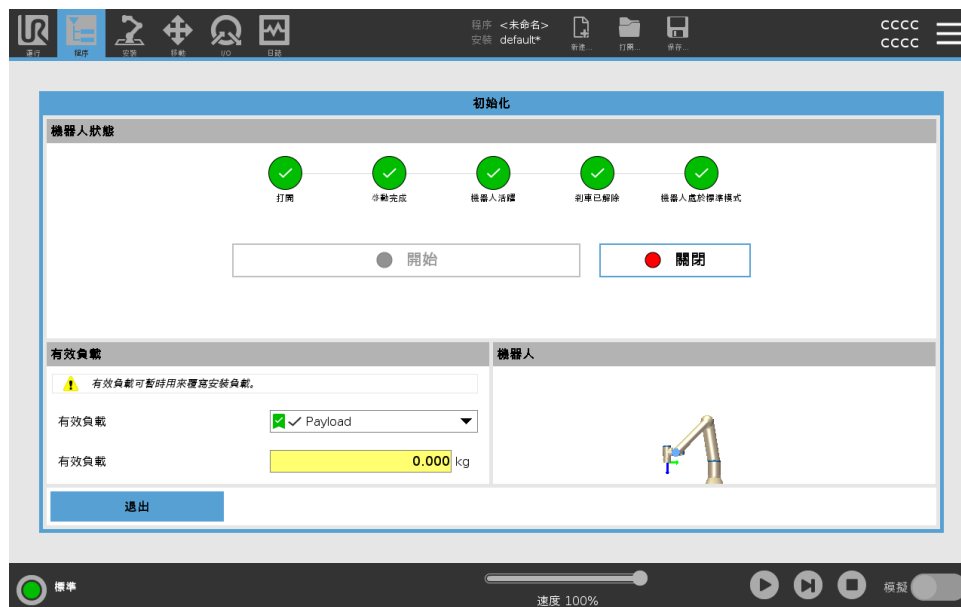 UR
運行
程序
安裝
移動
I/O
日誌
程序 <未命名>
安裝 default*
新建...
打開...
保存...
CCCC
CCCC
初始化
機器人狀態
打開
啓動完成
機器人活躍
剎車已解除
機器人處於標準模式
開始
關閉
有效負載
機器人
有效負載可暫時用來覆寫安裝負載。
有效負載
Payload
有效負載
0.000 kg
退出
標準
速度 100%
模擬